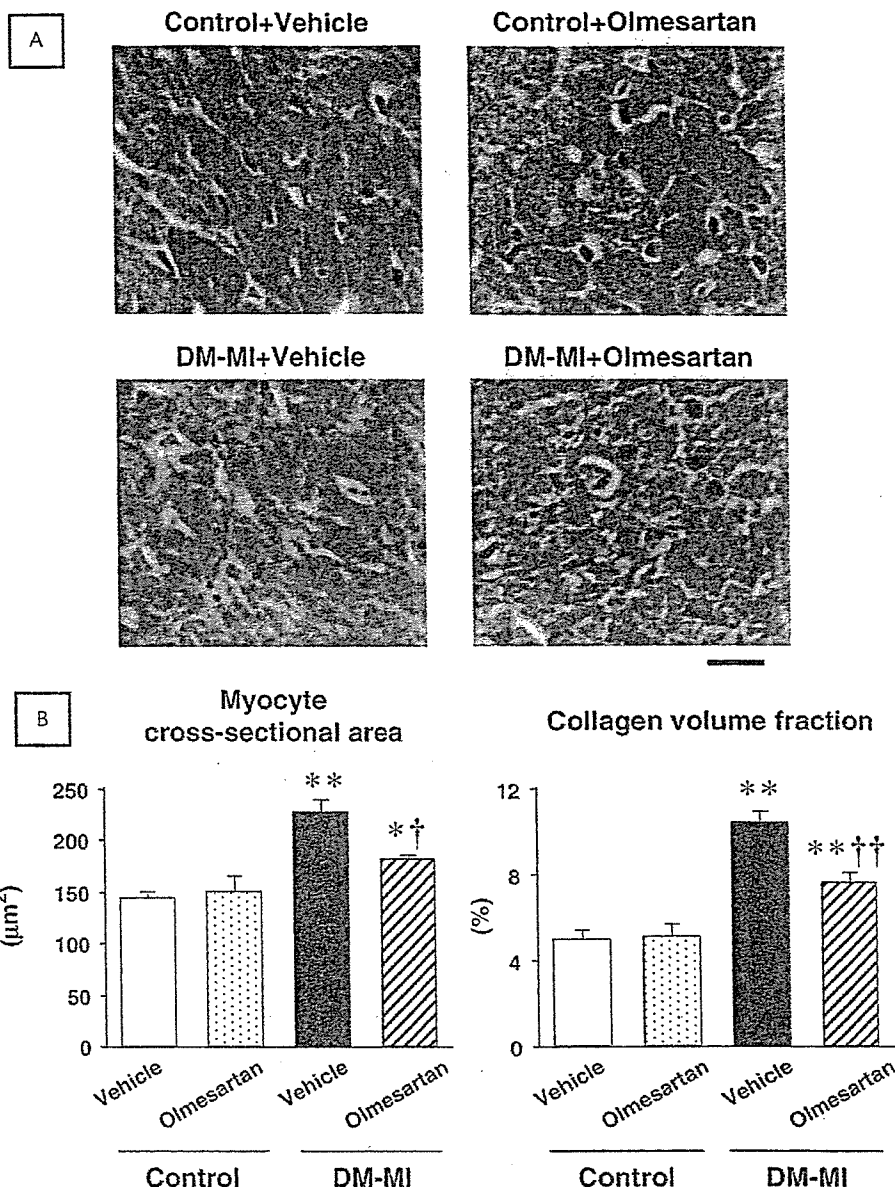 A
Control+Vehicle
Control+Olmesartan
DM-MI+Vehicle
DM-MI+Olmesartan
B
Myocyte
cross-sectional area
250
200
150
100
50
0
(μm²)
**
*†
Vehicle
Olmesartan
Vehicle
Olmesartan
Control
DM-MI
Collagen volume fraction
12
8
4
0
(%)
**
**††
Vehicle
Olmesartan
Vehicle
Olmesartan
Control
DM-MI